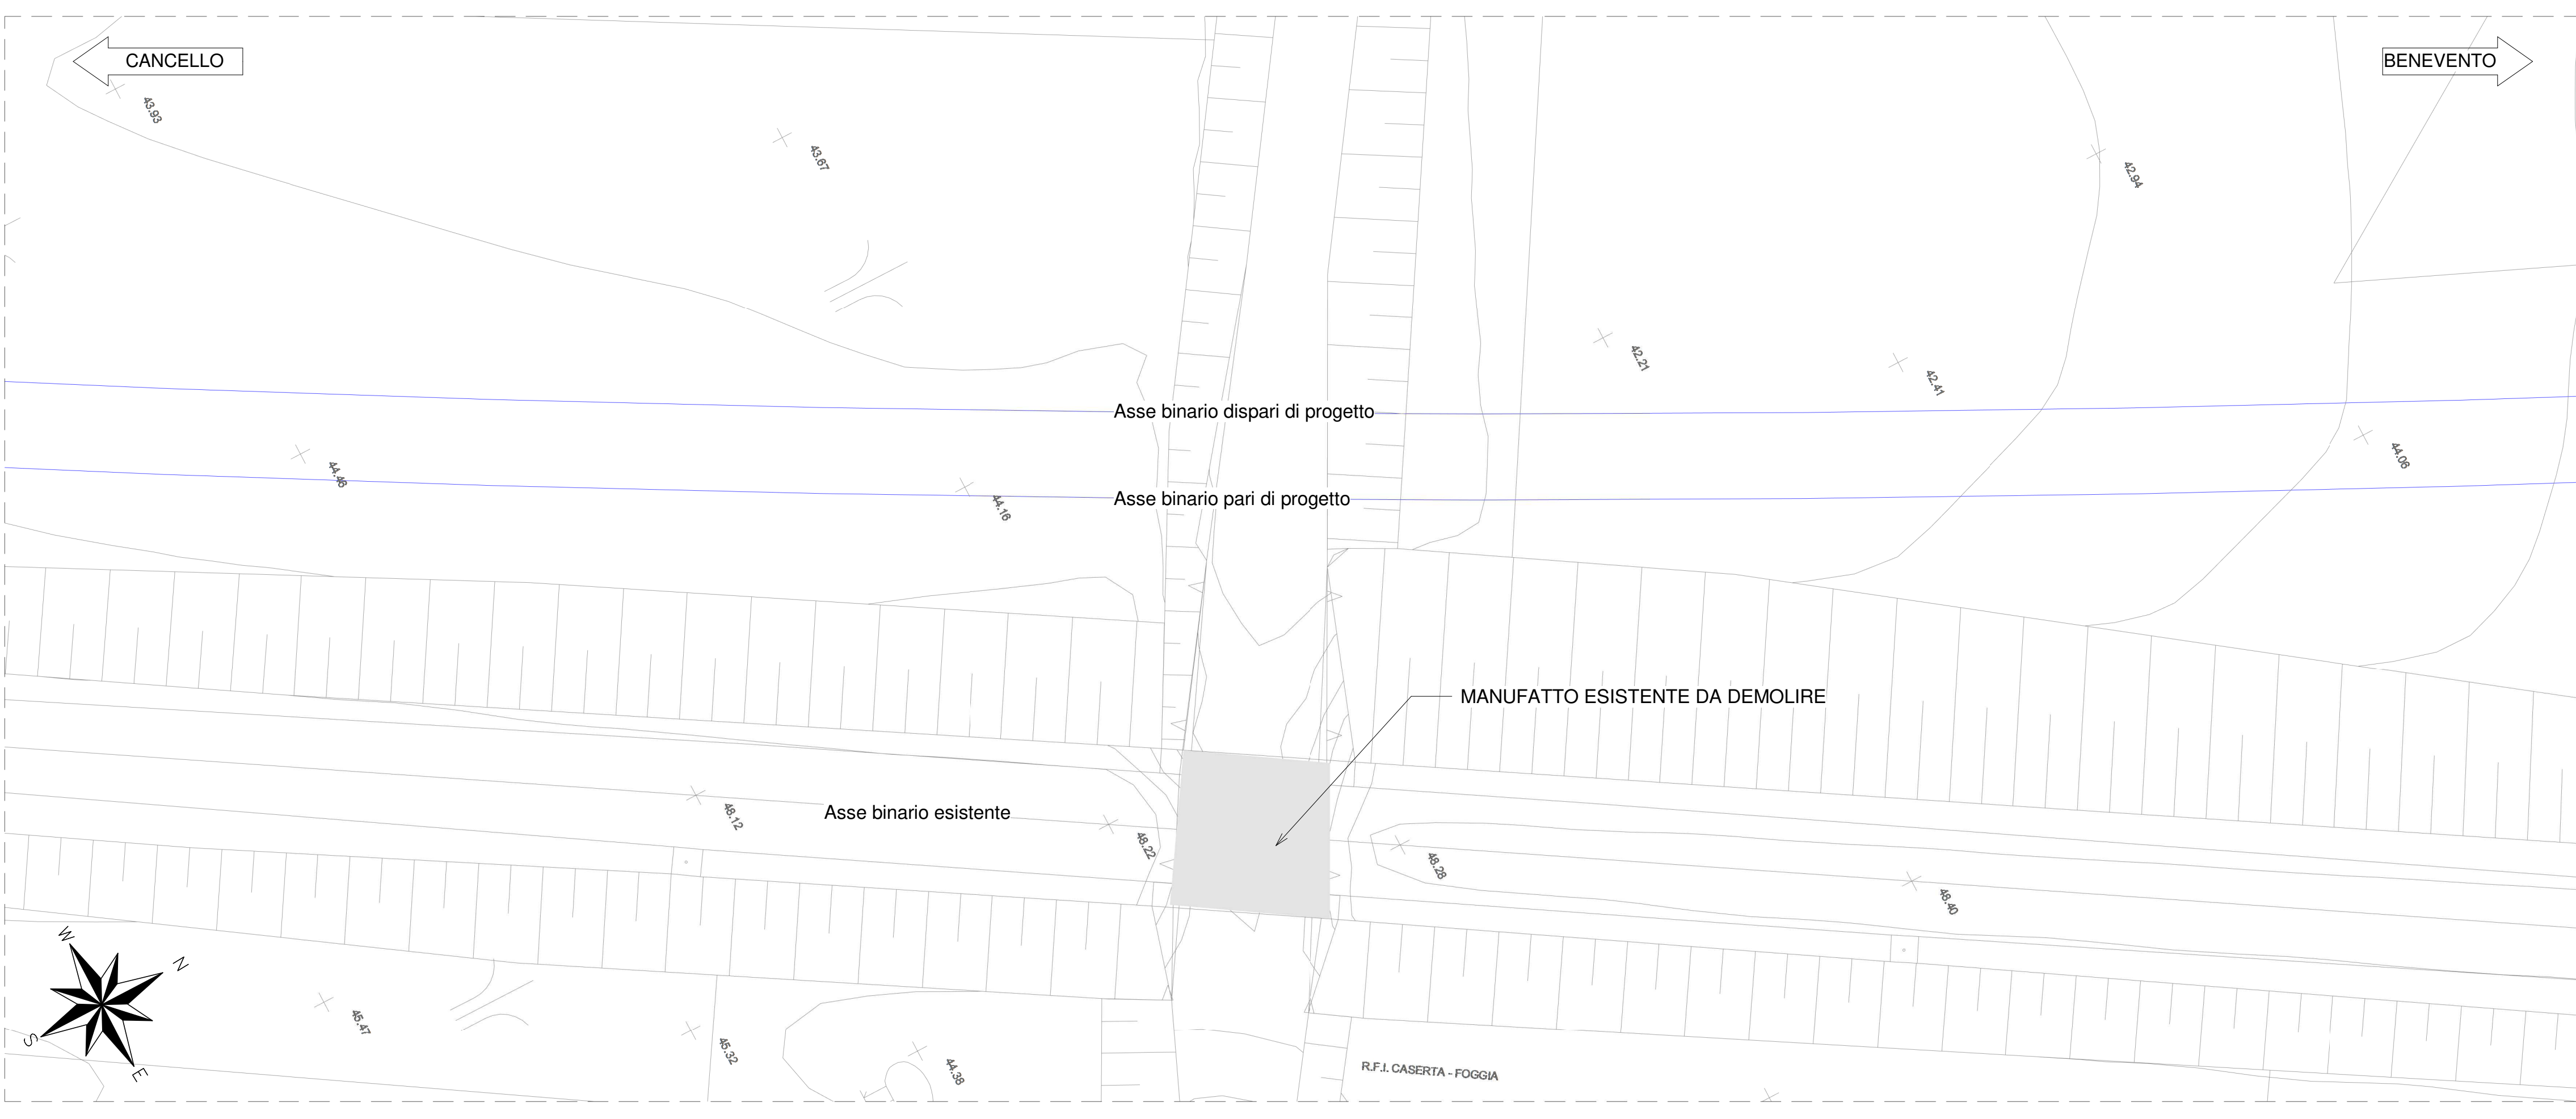 CANCELLO
BENEVENTO
43.93
43.67
42.94
42.21
42.41
Asse binario dispari di progetto
44.06
44.46
44.16
Asse binario pari di progetto
MANUFATTO ESISTENTE DA DEMOLIRE
48.12
Asse binario esistente
48.22
48.28
48.40
W
N
S
E
45.47
45.32
44.38
R.F.I. CASERTA - FOGGIA